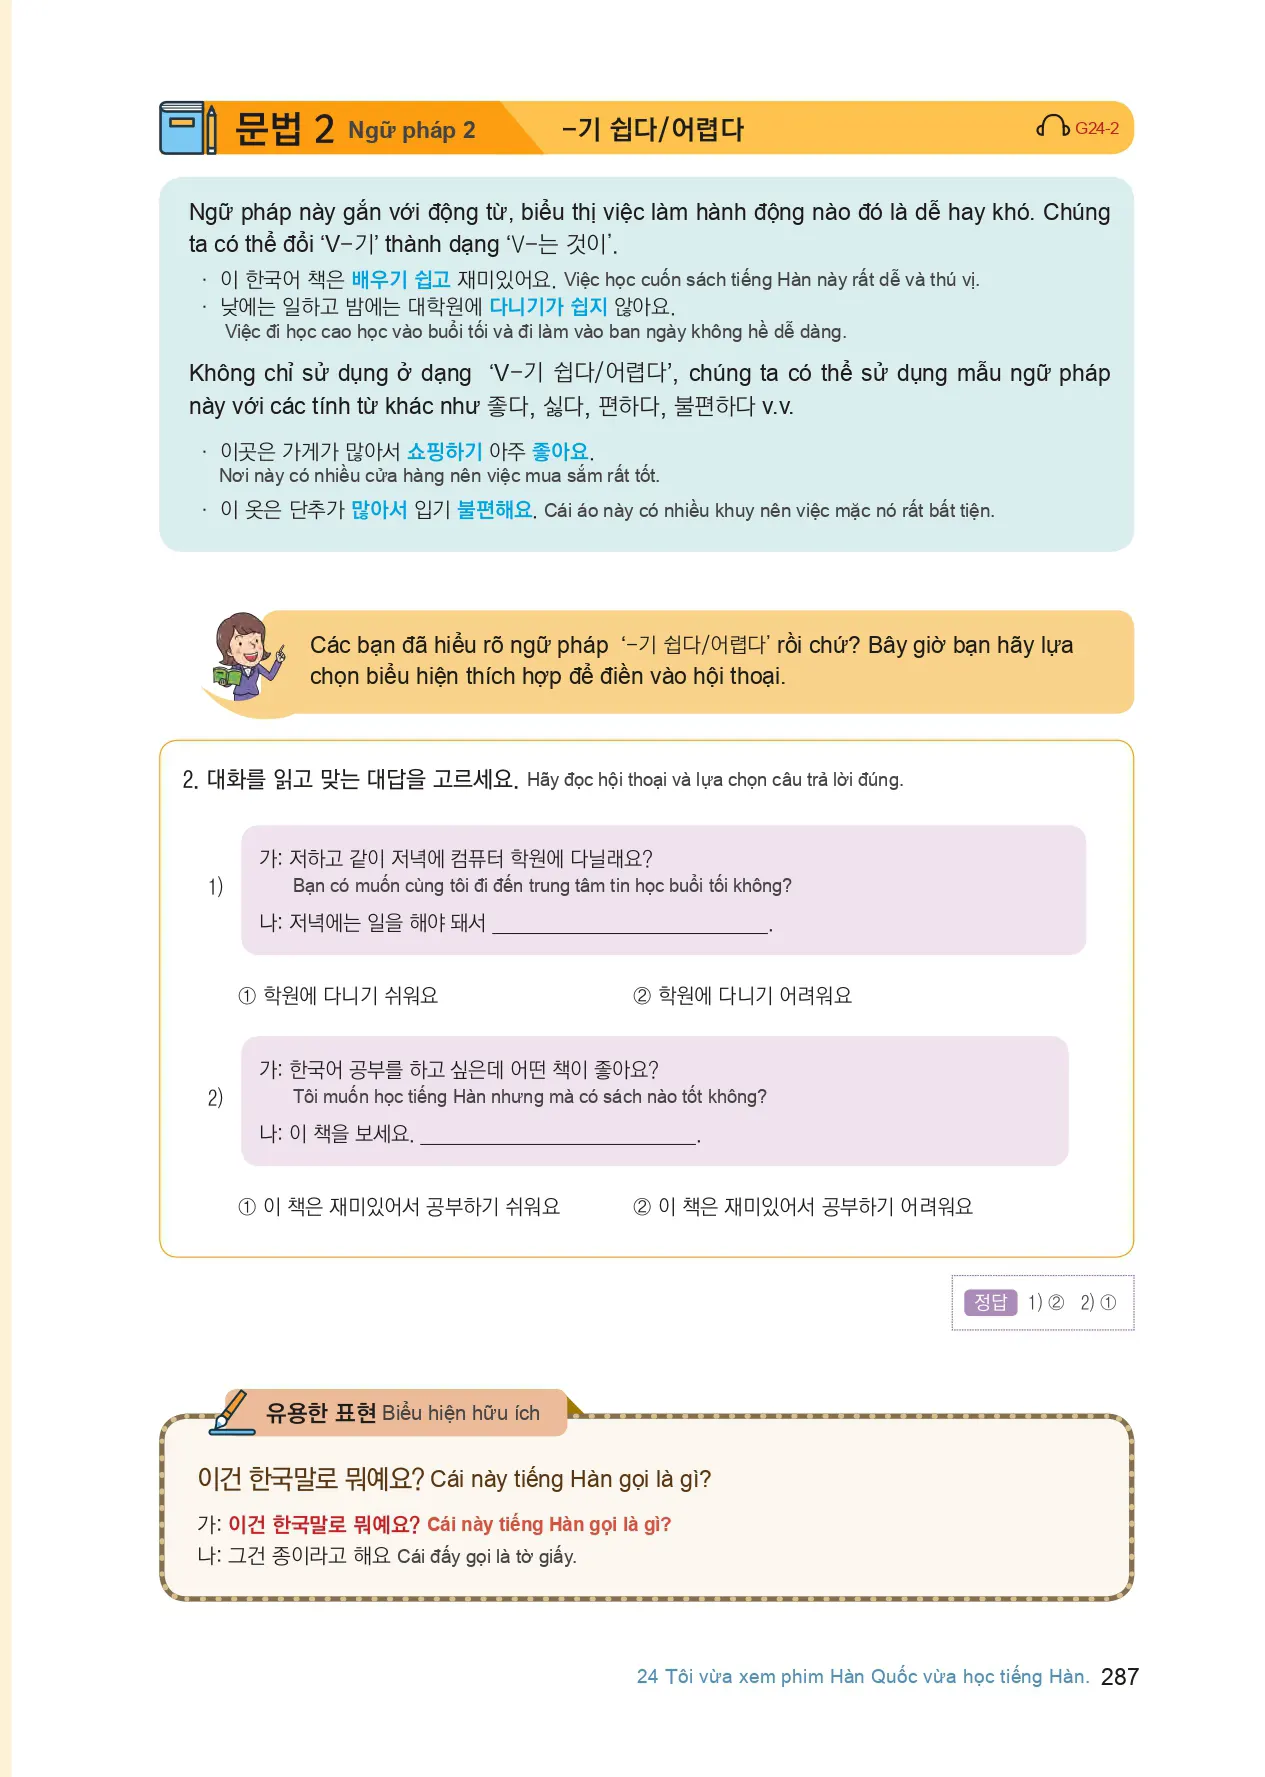 문법 2 Ngữ pháp 2 -기 쉽다/어렵다 G24-2
Ngữ pháp này gắn với động từ, biểu thị việc làm hành động nào đó là dễ hay khó. Chúng
ta có thể đổi ‘V-기’ thành dạng ‘V-는 것이’.
· 이 한국어 책은 배우기 쉽고 재미있어요. Việc học cuốn sách tiếng Hàn này rất dễ và thú vị.
· 낮에는 일하고 밤에는 대학원에 다니기가 쉽지 않아요.
Việc đi học cao học vào buổi tối và đi làm vào ban ngày không hề dễ dàng.
Không chỉ sử dụng ở dạng ‘V-기 쉽다/어렵다’, chúng ta có thể sử dụng mẫu ngữ pháp
này với các tính từ khác như 좋다, 싫다, 편하다, 불편하다 v.v.
· 이곳은 가게가 많아서 쇼핑하기 아주 좋아요.
Nơi này có nhiều cửa hàng nên việc mua sắm rất tốt.
· 이 옷은 단추가 많아서 입기 불편해요. Cái áo này có nhiều khuy nên việc mặc nó rất bất tiện.
Các bạn đã hiểu rõ ngữ pháp ‘-기 쉽다/어렵다’ rồi chứ? Bây giờ bạn hãy lựa
chọn biểu hiện thích hợp để điền vào hội thoại.
2. 대화를 읽고 맞는 대답을 고르세요. Hãy đọc hội thoại và lựa chọn câu trả lời đúng.
가: 저하고 같이 저녁에 컴퓨터 학원에 다닐래요?
1) Bạn có muốn cùng tôi đi đến trung tâm tin học buổi tối không?
나: 저녁에는 일을 해야 돼서 _________________________.
① 학원에 다니기 쉬워요 ② 학원에 다니기 어려워요
가: 한국어 공부를 하고 싶은데 어떤 책이 좋아요?
2) Tôi muốn học tiếng Hàn nhưng mà có sách nào tốt không?
나: 이 책을 보세요. _________________________.
① 이 책은 재미있어서 공부하기 쉬워요 ② 이 책은 재미있어서 공부하기 어려워요
정답 1) ② 2) ①
유용한 표현 Biểu hiện hữu ích
이건 한국말로 뭐예요? Cái này tiếng Hàn gọi là gì?
가: 이건 한국말로 뭐예요? Cái này tiếng Hàn gọi là gì?
나: 그건 종이라고 해요 Cái đấy gọi là tờ giấy.
24 Tôi vừa xem phim Hàn Quốc vừa học tiếng Hàn. 287